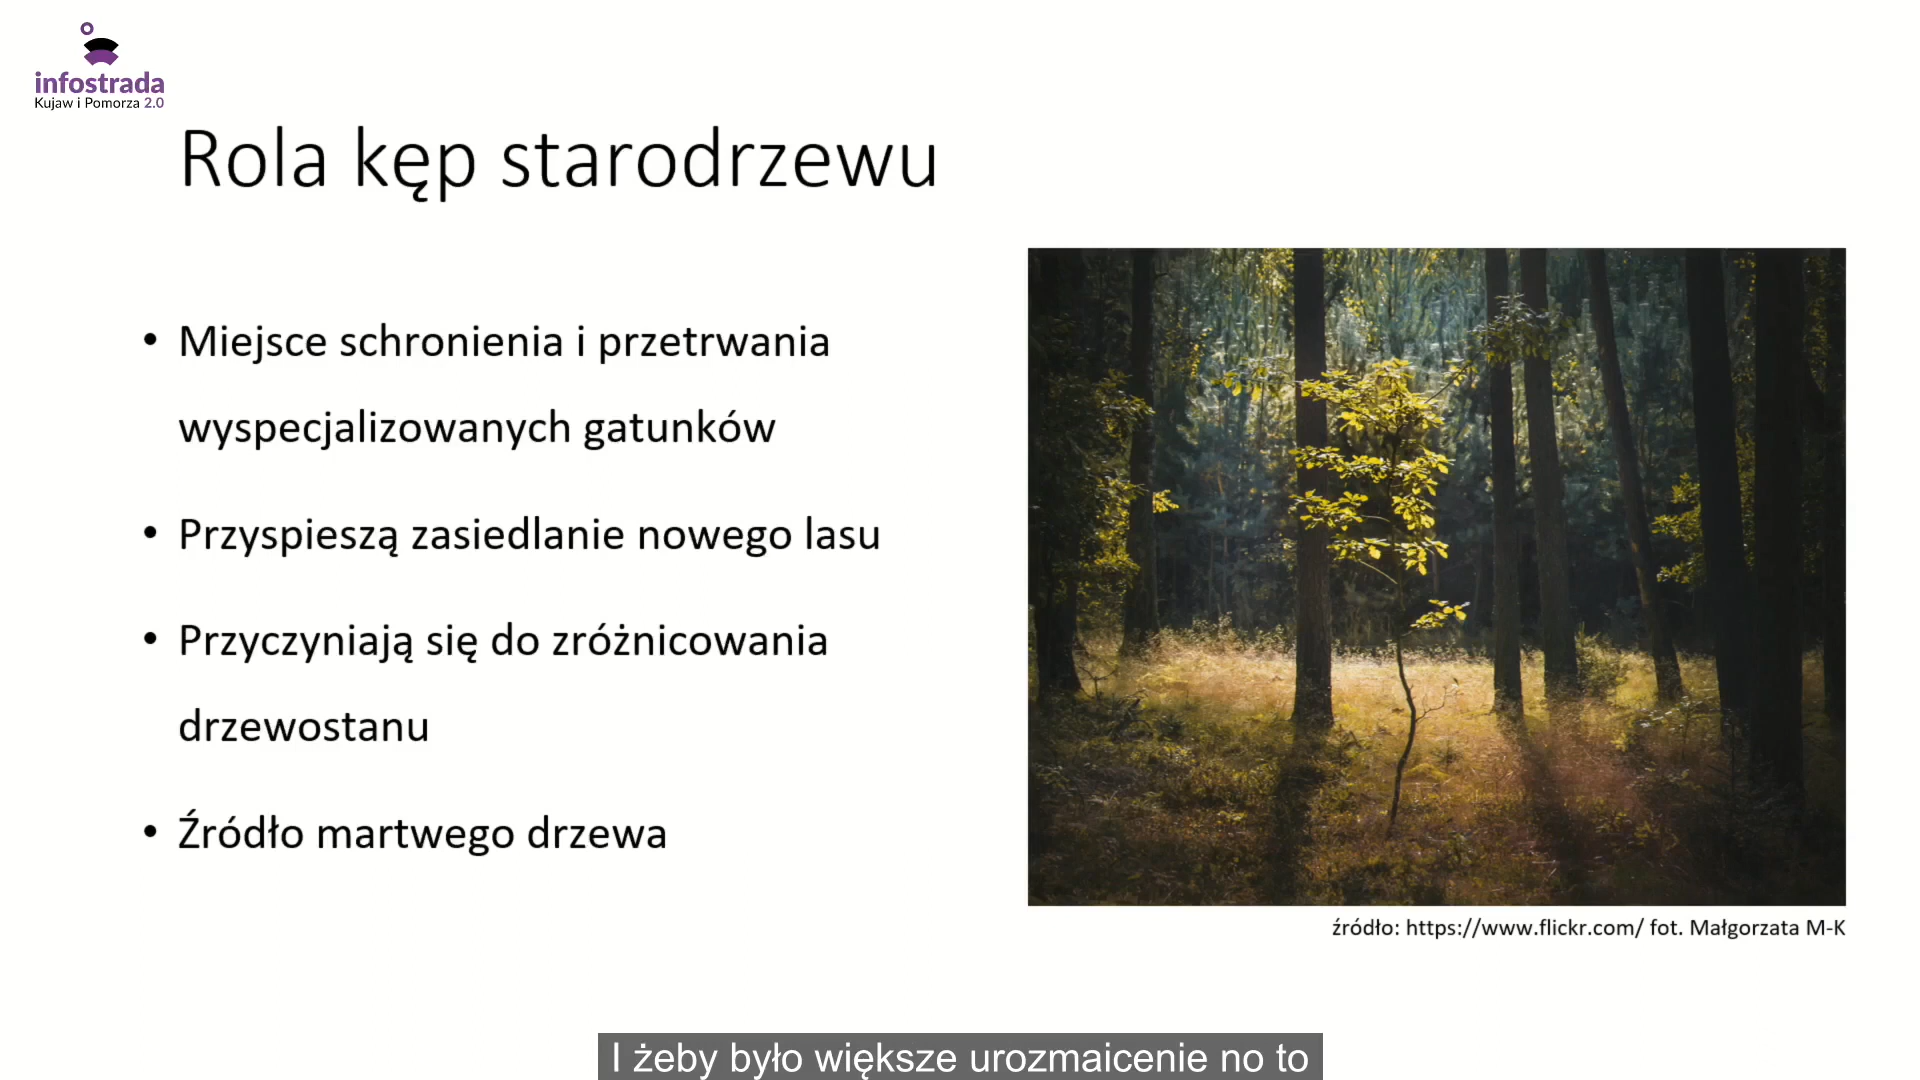 infostrada
Kujaw i Pomorza 2.0
Rola kęp starodrzewu
• Miejsce schronienia i przetrwania
wyspecjalizowanych gatunków
• Przyspieszą zasiedlanie nowego lasu
• Przyczyniają się do zróżnicowania
drzewostanu
• Źródło martwego drzewa
źródło: https://www.flickr.com/ fot. Małgorzata M-K
I żeby było większe urozmaicenie no to